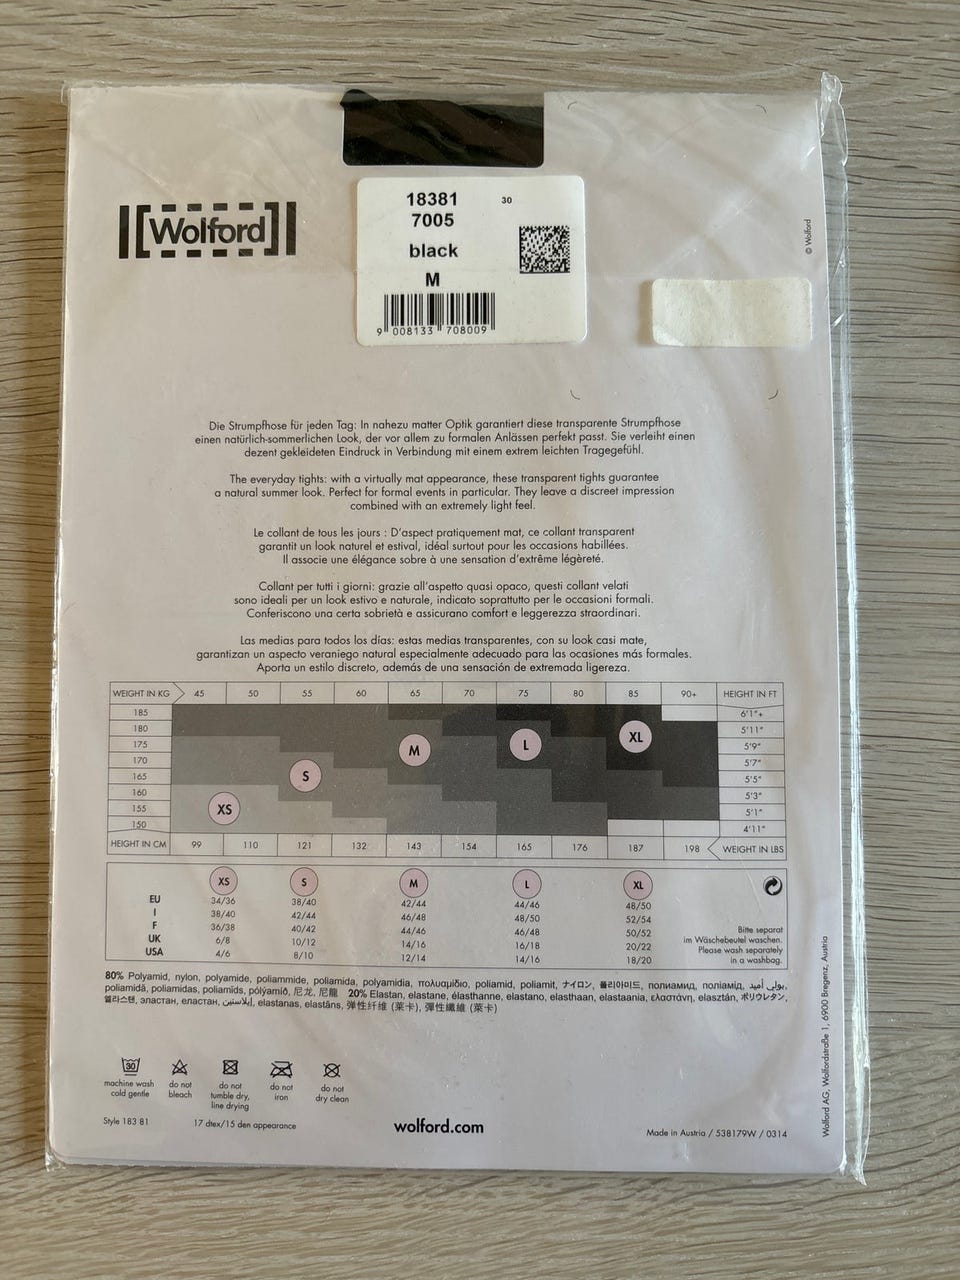 18381
30
7005
black
M
9 008133 708009
[Wolford]
© Wolford
Die Strumpfhose für jeden Tag: In nahezu matter Optik garantiert diese transparente Strumpfhose
einen natürlich-sommerlichen Look, der vor allem zu formalen Anlässen perfekt passt. Sie verleiht einen
dezent gekleideten Eindruck in Verbindung mit einem extrem leichten Tragegefühl.
The everyday tights: with a virtually mat appearance, these transparent tights guarantee
a natural summer look. Perfect for formal events in particular. They leave a discreet impression
combined with an extremely light feel.
Le collant de tous les jours : D'aspect pratiquement mat, ce collant transparent
garantit un look naturel et estival, idéal surtout pour les occasions habillées.
Il associe une élégance sobre à une sensation d'extrême légèreté.
Collant per tutti i giorni: grazie all'aspetto quasi opaco, questi collant velati
sono ideali per un look estivo e naturale, indicato soprattutto per le occasioni formali.
Conferiscono una certa sobrietà e assicurano comfort e leggerezza straordinari.
Las medias para todos los días: estas medias transparentes, con su look casi mate,
garantizan un aspecto veraniego natural especialmente adecuado para las ocasiones más formales.
Aporta un estilo discreto, además de una sensación de extremada ligereza.
WEIGHT IN KG 45 50 55 60 65 70 75 80 85 90+ HEIGHT IN FT
185 6'1"+
180 5'11"
175 5'9"
170 5'7"
165 5'5"
160 5'3"
155 5'1"
150 4'11"
XS S M L XL
HEIGHT IN CM 99 110 121 132 143 154 165 176 187 198 WEIGHT IN LBS
XS S M L XL
EU 34/36 38/40 42/44 44/46 48/50
I 38/40 42/44 46/48 48/50 52/54
F 36/38 40/42 44/46 46/48 50/52
UK 6/8 10/12 14/16 16/18 20/22
USA 4/6 8/10 12/14 14/16 18/20
Bitte separat
im Wäschebeutel waschen.
Please wash separately
in a washbag.
80% Polyamid, nylon, polyamide, poliammide, poliamida, polyamidia, πολυαμίδιο, poliamid, poliamit, ナイロン, 폴리아미드, полиамид, поліамід, بولي أميد,
poliamidă, poliamidas, poliamīds, pólyamíð, 尼龙, 尼龍 20% Elastan, elastane, élasthanne, elastano, elasthaan, elastaania, ελαστάνη, elasztán, ポリウレタン,
엘라스텐, эластан, еластан, إيلاستين, elastanas, elastāns, 弹性纤维 (莱卡), 彈性纖維 (萊卡)
30
machine wash
cold gentle
do not
bleach
do not
tumble dry,
line drying
do not
iron
do not
dry clean
Style 183 81
17 dtex/15 den appearance
wolford.com
Made in Austria / 538179W / 0314
Wolford AG, Wolfordstraße 1, 6900 Bregenz, Austria